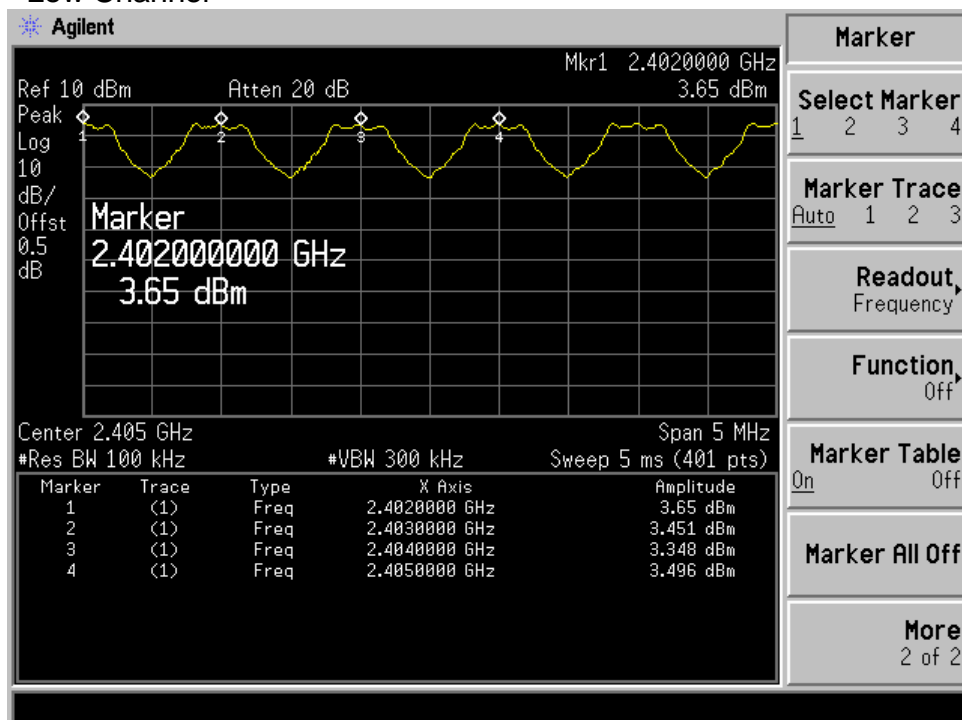 Low Channel
Agilent
Mkr1 2.4020000 GHz
Ref 10 dBm Atten 20 dB 3.65 dBm
Peak
Log
10
dB/
Offst
0.5
dB
1 2 3 4
Marker
2.402000000 GHz
3.65 dBm
Center 2.405 GHz Span 5 MHz
#Res BW 100 kHz #VBW 300 kHz Sweep 5 ms (401 pts)
Marker Trace Type X Axis Amplitude
1 (1) Freq 2.4020000 GHz 3.65 dBm
2 (1) Freq 2.4030000 GHz 3.451 dBm
3 (1) Freq 2.4040000 GHz 3.348 dBm
4 (1) Freq 2.4050000 GHz 3.496 dBm
Marker
Select Marker
1 2 3 4
Marker Trace
Auto 1 2 3
Readout
Frequency
Function
Off
Marker Table
On Off
Marker All Off
More
2 of 2